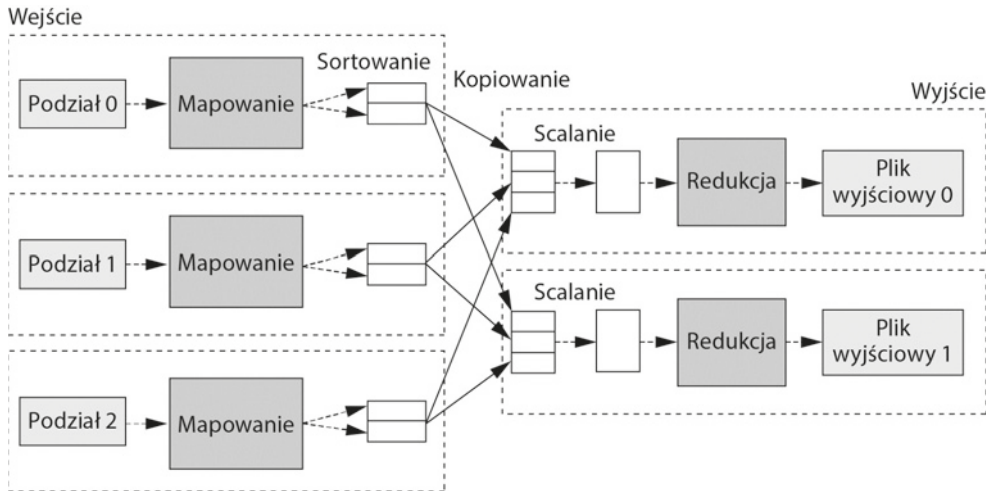 Wejście
Podział 0
Mapowanie
Sortowanie
Kopiowanie
Podział 1
Mapowanie
Podział 2
Mapowanie
Wyjście
Scalanie
Redukcja
Plik
wyjściowy 0
Scalanie
Redukcja
Plik
wyjściowy 1